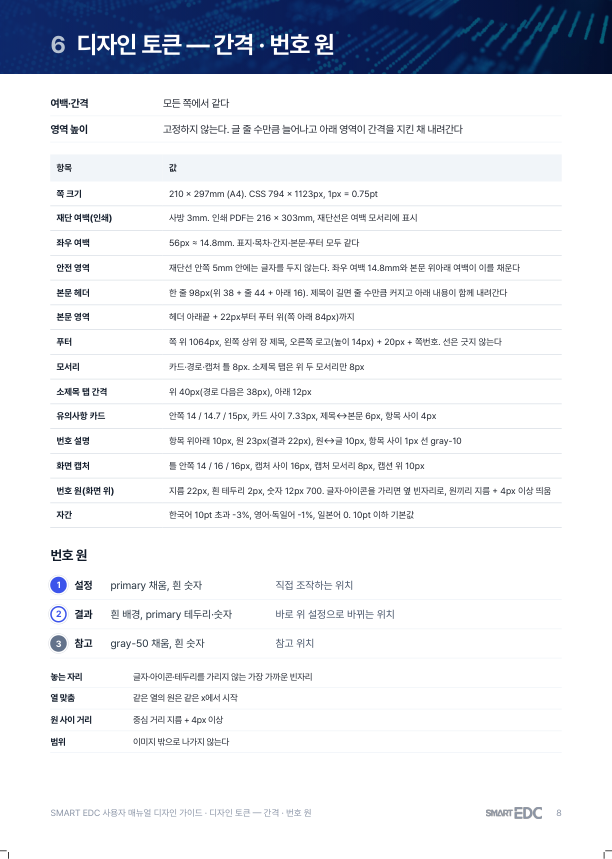 6 디자인 토큰 — 간격 · 번호 원
여백·간격 모든 쪽에서 같다
영역 높이 고정하지 않는다. 글 줄 수만큼 늘어나고 아래 영역이 간격을 지킨 채 내려간다
항목 값
쪽 크기 210 × 297mm (A4). CSS 794 × 1123px, 1px = 0.75pt
재단 여백(인쇄) 사방 3mm. 인쇄 PDF는 216 × 303mm, 재단선은 여백 모서리에 표시
좌우 여백 56px ≈ 14.8mm. 표지·목차·간지·본문·푸터 모두 같다
안전 영역 재단선 안쪽 5mm 안에는 글자를 두지 않는다. 좌우 여백 14.8mm와 본문 위아래 여백이 이를 채운다
본문 헤더 한 줄 98px(위 38 + 줄 44 + 아래 16). 제목이 길면 줄 수만큼 커지고 아래 내용이 함께 내려간다
본문 영역 헤더 아래끝 + 22px부터 푸터 위(쪽 아래 84px)까지
푸터 쪽 위 1064px, 왼쪽 상위 장 제목, 오른쪽 로고(높이 14px) + 20px + 쪽번호. 선은 긋지 않는다
모서리 카드·경로·캡처 틀 8px. 소제목 탭은 위 두 모서리만 8px
소제목 탭 간격 위 40px(경로 다음은 38px), 아래 12px
유의사항 카드 안쪽 14 / 14.7 / 15px, 카드 사이 7.33px, 제목↔본문 6px, 항목 사이 4px
번호 설명 항목 위아래 10px, 원 23px(결과 22px), 원↔글 10px, 항목 사이 1px 선 gray-10
화면 캡처 틀 안쪽 14 / 16 / 16px, 캡처 사이 16px, 캡처 모서리 8px, 캡션 위 10px
번호 원(화면 위) 지름 22px, 흰 테두리 2px, 숫자 12px 700. 글자·아이콘을 가리면 옆 빈자리로, 원끼리 지름 + 4px 이상 띄움
자간 한국어 10pt 초과 -3%, 영어·독일어 -1%, 일본어 0. 10pt 이하 기본값
번호 원
1 설정 primary 채움, 흰 숫자 직접 조작하는 위치
2 결과 흰 배경, primary 테두리·숫자 바로 위 설정으로 바뀌는 위치
3 참고 gray-50 채움, 흰 숫자 참고 위치
놓는 자리 글자·아이콘·테두리를 가리지 않는 가장 가까운 빈자리
열 맞춤 같은 열의 원은 같은 x에서 시작
원 사이 거리 중심 거리 지름 + 4px 이상
범위 이미지 밖으로 나가지 않는다
SMART EDC 사용자 매뉴얼 디자인 가이드 · 디자인 토큰 — 간격 · 번호 원 SMART EDC 8